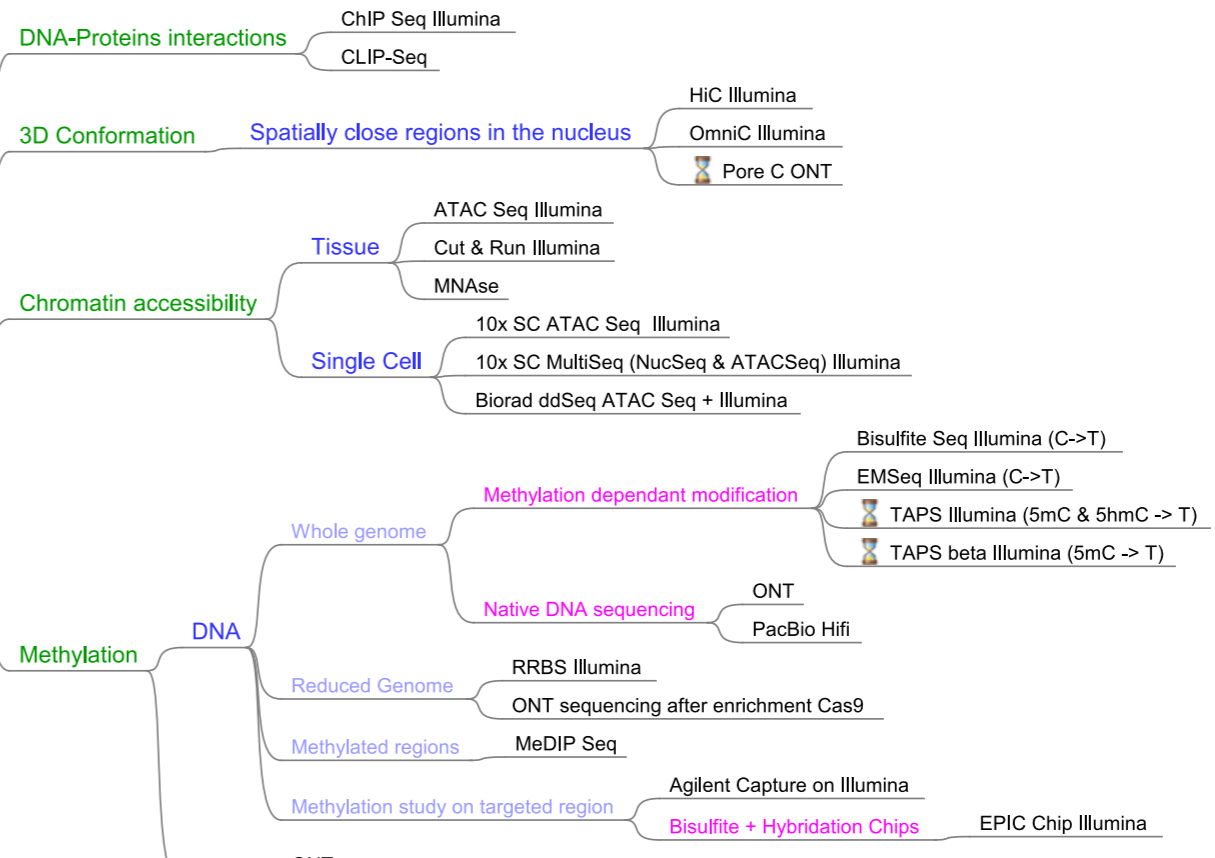 DNA-Proteins interactions
ChIP Seq Illumina
CLIP-Seq
3D Conformation
Spatially close regions in the nucleus
HiC Illumina
OmniC Illumina
Pore C ONT
Chromatin accessibility
Tissue
ATAC Seq Illumina
Cut & Run Illumina
MNAse
Single Cell
10x SC ATAC Seq Illumina
10x SC MultiSeq (NucSeq & ATACSeq) Illumina
Biorad ddSeq ATAC Seq + Illumina
Methylation
DNA
Whole genome
Methylation dependant modification
Bisulfite Seq Illumina (C->T)
EMSeq Illumina (C->T)
TAPS Illumina (5mC & 5hmC -> T)
TAPS beta Illumina (5mC -> T)
Native DNA sequencing
ONT
PacBio Hifi
Reduced Genome
RRBS Illumina
ONT sequencing after enrichment Cas9
Methylated regions
MeDIP Seq
Methylation study on targeted region
Agilent Capture on Illumina
Bisulfite + Hybridation Chips
EPIC Chip Illumina